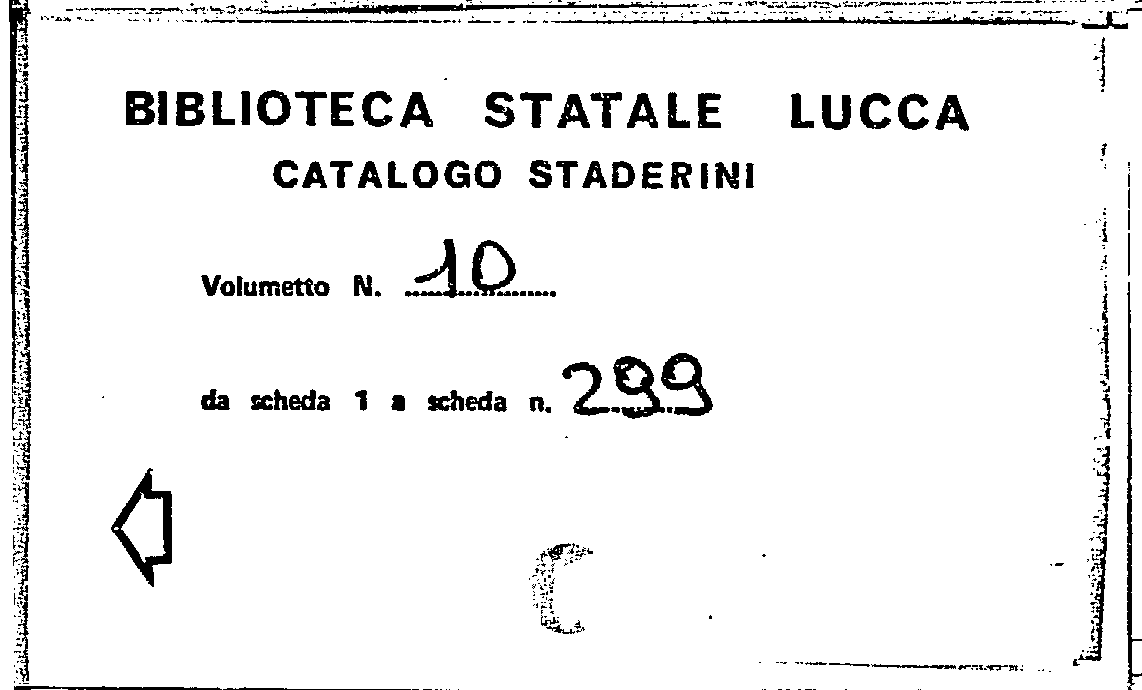 BIBLIOTECA STATALE LUCCA
CATALOGO STADERINI
Volumetto N. 10
da scheda 1 a scheda n. 299
C